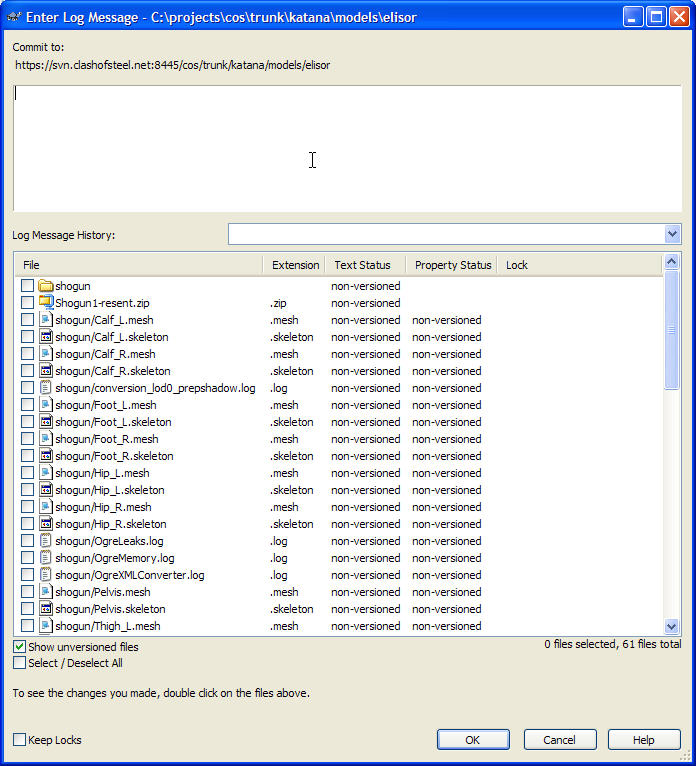 Enter Log Message - C:\projects\cos\trunk\katana\models\elisor
Commit to:
https://svn.clashofsteel.net:8445/cos/trunk/katana/models/elisor
Log Message History:
File Extension Text Status Property Status Lock
shogun non-versioned
Shogun1-resent.zip .zip non-versioned
shogun/Calf_L.mesh .mesh non-versioned non-versioned
shogun/Calf_L.skeleton .skeleton non-versioned non-versioned
shogun/Calf_R.mesh .mesh non-versioned non-versioned
shogun/Calf_R.skeleton .skeleton non-versioned non-versioned
shogun/conversion_lod0_prepshadow.log .log non-versioned non-versioned
shogun/Foot_L.mesh .mesh non-versioned non-versioned
shogun/Foot_L.skeleton .skeleton non-versioned non-versioned
shogun/Foot_R.mesh .mesh non-versioned non-versioned
shogun/Foot_R.skeleton .skeleton non-versioned non-versioned
shogun/Hip_L.mesh .mesh non-versioned non-versioned
shogun/Hip_L.skeleton .skeleton non-versioned non-versioned
shogun/Hip_R.mesh .mesh non-versioned non-versioned
shogun/Hip_R.skeleton .skeleton non-versioned non-versioned
shogun/OgreLeaks.log .log non-versioned non-versioned
shogun/OgreMemory.log .log non-versioned non-versioned
shogun/OgreXMLConverter.log .log non-versioned non-versioned
shogun/Pelvis.mesh .mesh non-versioned non-versioned
shogun/Pelvis.skeleton .skeleton non-versioned non-versioned
shogun/Thigh_L.mesh .mesh non-versioned non-versioned
Show unversioned files 0 files selected, 61 files total
Select / Deselect All
To see the changes you made, double click on the files above.
Keep Locks OK Cancel Help